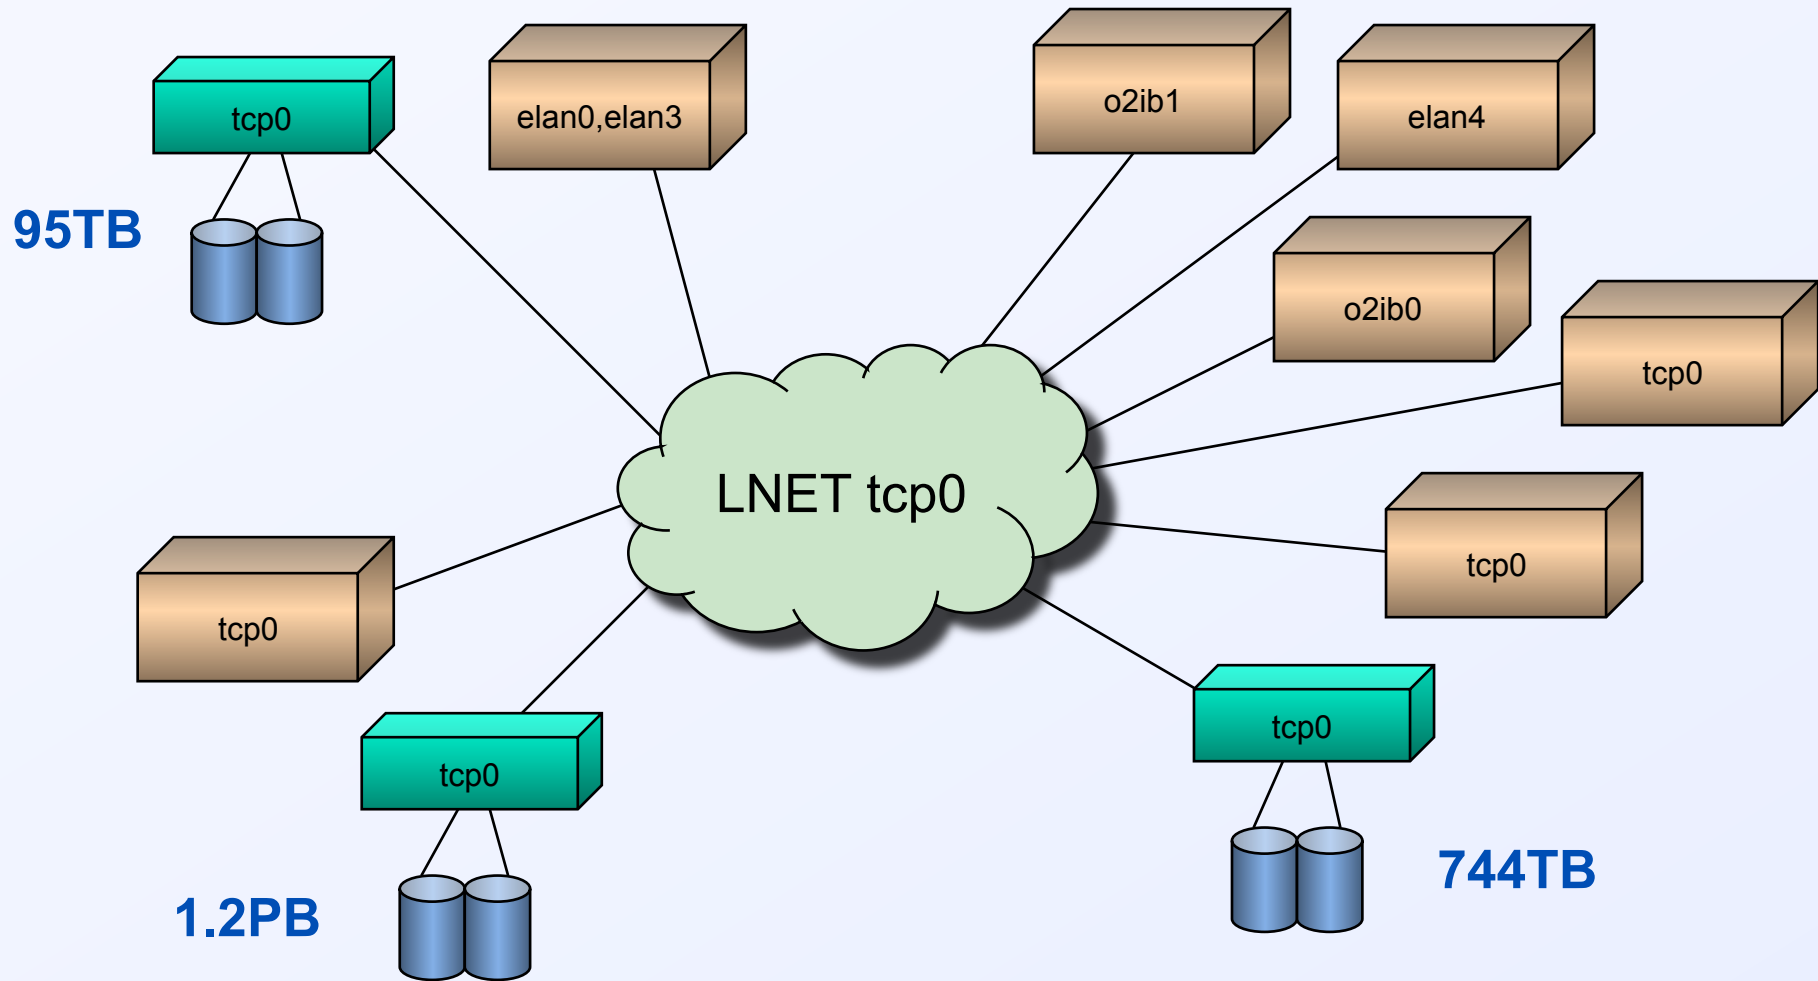 tcp0
elan0,elan3
o2ib1
elan4
95TB
o2ib0
tcp0
LNET tcp0
tcp0
tcp0
tcp0
tcp0
744TB
1.2PB